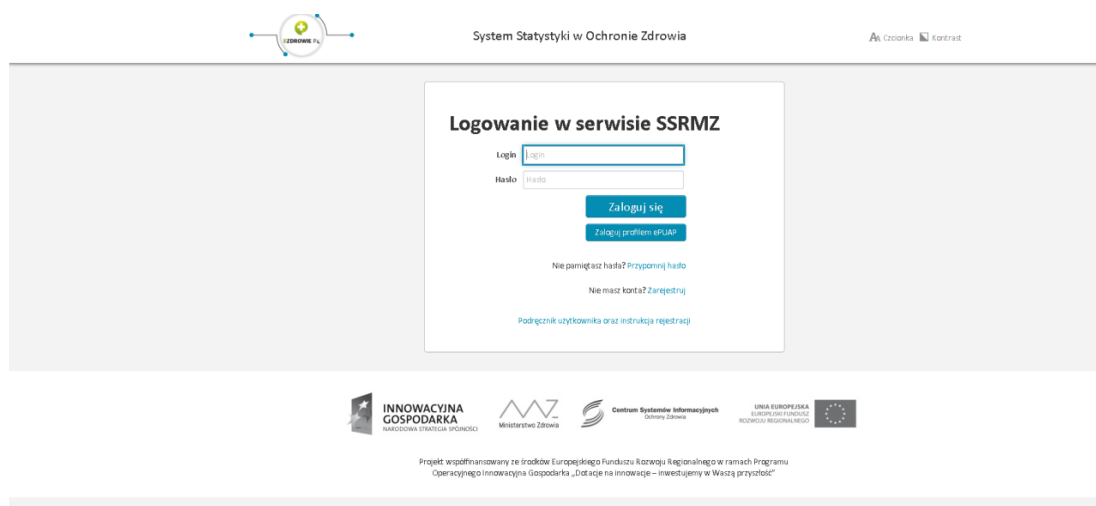 ZDROWIE PL
System Statystyki w Ochronie Zdrowia
AA Czcionka Kontrast
Logowanie w serwisie SSRMZ
Login Login
Hasło Hasło
Zaloguj się
Zaloguj profilem ePUAP
Nie pamiętasz hasła? Przypomnij hasło
Nie masz konta? Zarejestruj
Podręcznik użytkownika oraz instrukcja rejestracji
INNOWACYJNA
GOSPODARKA
NARODOWA STRATEGIA SPÓJNOŚCI
Ministerstwo Zdrowia
Centrum Systemów Informacyjnych
Ochrony Zdrowia
UNIA EUROPEJSKA
EUROPEJSKI FUNDUSZ
ROZWOJU REGIONALNEGO
Projekt współfinansowany ze środków Europejskiego Funduszu Rozwoju Regionalnego w ramach Programu
Operacyjnego Innowacyjna Gospodarka „Dotacje na innowacje – inwestujemy w Waszą przyszłość”